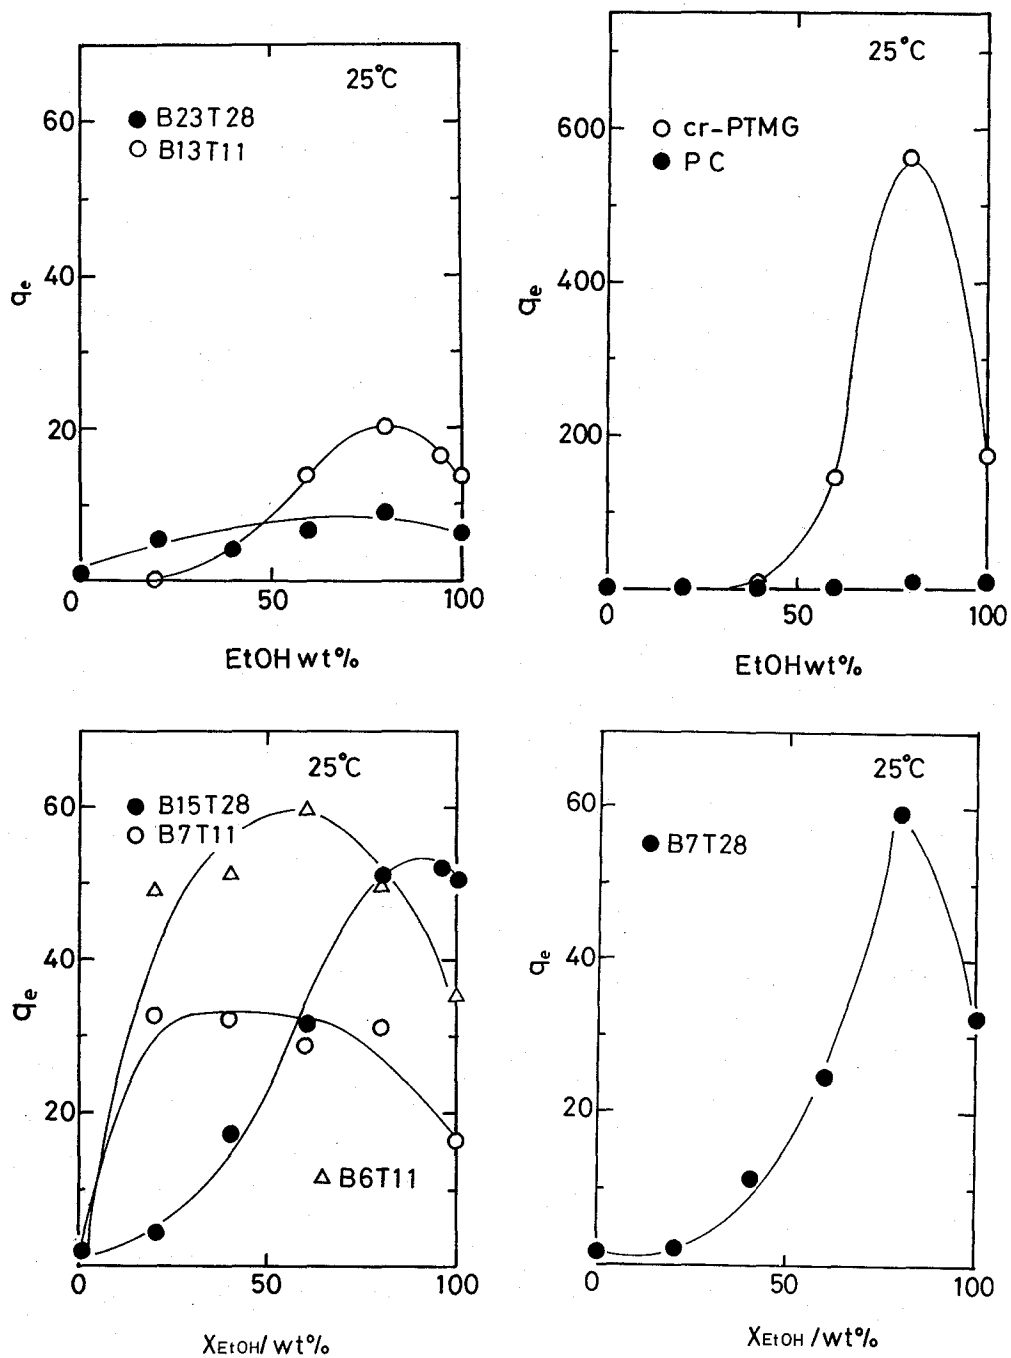 25°C
● B23T28
○ B13T11
60
40
20
0
50
100
qe
EtOH wt%
25°C
○ cr-PTMG
● PC
600
400
200
0
50
100
qe
EtOH wt%
25°C
● B15T28
○ B7T11
△ B6T11
60
40
20
0
50
100
qe
XEtOH/wt%
25°C
● B7T28
60
40
20
0
50
100
qe
XEtOH/wt%